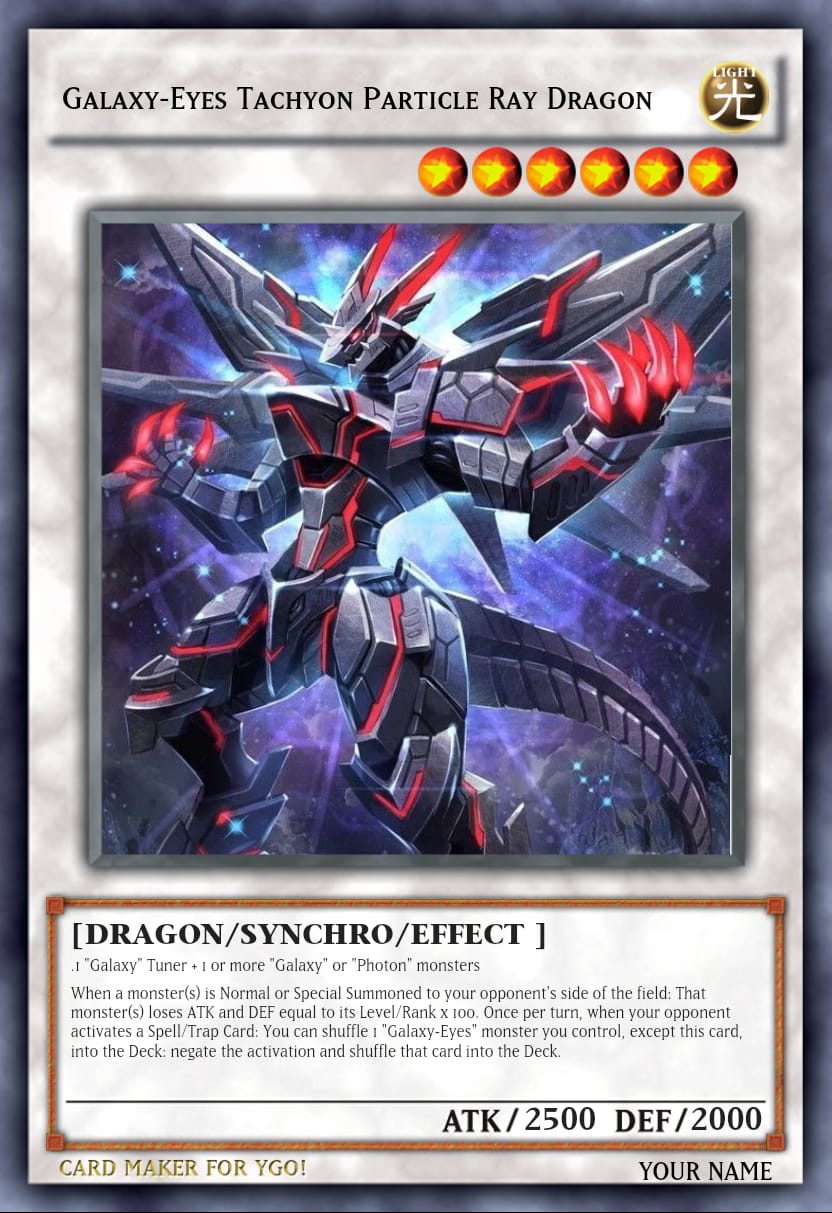 Galaxy-Eyes Tachyon Particle Ray Dragon
LIGHT
光
[DRAGON/SYNCHRO/EFFECT ]
.1 "Galaxy" Tuner + 1 or more "Galaxy" or "Photon" monsters
When a monster(s) is Normal or Special Summoned to your opponent's side of the field: That
monster(s) loses ATK and DEF equal to its Level/Rank x 100. Once per turn, when your opponent
activates a Spell/Trap Card: You can shuffle 1 "Galaxy-Eyes" monster you control, except this card,
into the Deck: negate the activation and shuffle that card into the Deck.
ATK/2500 DEF/2000
CARD MAKER FOR YGO!
YOUR NAME